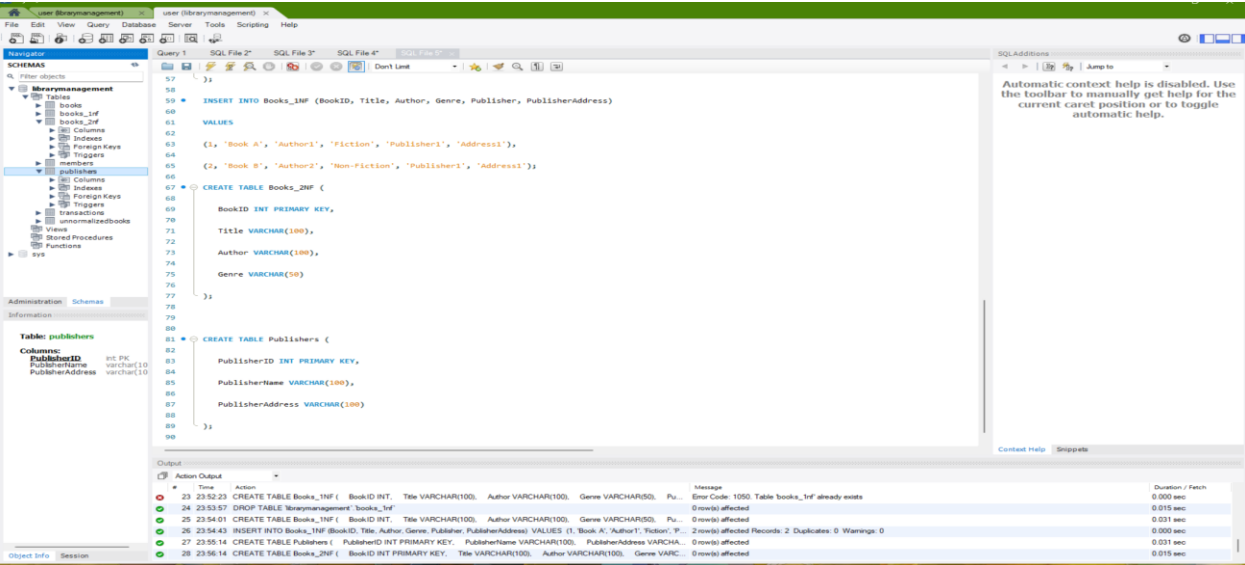 user (librarymanagement)
user (librarymanagement)
File Edit View Query Database Server Tools Scripting Help
Navigator
SCHEMAS
Filter objects
librarymanagement
Tables
books
books_1nf
books_2nf
Columns
Indexes
Foreign Keys
Triggers
members
publishers
Columns
Indexes
Foreign Keys
Triggers
transactions
unnormalizedbooks
Views
Stored Procedures
Functions
sys
Administration Schemas
Information
Table: publishers
Columns:
PublisherID int PK
PublisherName varchar(10
PublisherAddress varchar(10
Object Info Session
Query 1 SQL File 2* SQL File 3* SQL File 4* SQL File 5*
Don't Limit
57 );
58
59 INSERT INTO Books_1NF (BookID, Title, Author, Genre, Publisher, PublisherAddress)
60
61 VALUES
62
63 (1, 'Book A', 'Author1', 'Fiction', 'Publisher1', 'Address1'),
64
65 (2, 'Book B', 'Author2', 'Non-Fiction', 'Publisher1', 'Address1');
66
67 CREATE TABLE Books_2NF (
68
69 BookID INT PRIMARY KEY,
70
71 Title VARCHAR(100),
72
73 Author VARCHAR(100),
74
75 Genre VARCHAR(50)
76
77 );
78
79
80
81 CREATE TABLE Publishers (
82
83 PublisherID INT PRIMARY KEY,
84
85 PublisherName VARCHAR(100),
86
87 PublisherAddress VARCHAR(100)
88
89 );
90
SQLAdditions
Jump to
Automatic context help is disabled. Use
the toolbar to manually get help for the
current caret position or to toggle
automatic help.
Context Help Snippets
Output
Action Output
# Time Action Message Duration / Fetch
23 23:52:23 CREATE TABLE Books_1NF ( BookID INT, Title VARCHAR(100), Author VARCHAR(100), Genre VARCHAR(50), Pu... Error Code: 1050. Table 'books_1nf' already exists 0.000 sec
24 23:53:57 DROP TABLE `librarymanagement`.`books_1nf` 0 row(s) affected 0.015 sec
25 23:54:01 CREATE TABLE Books_1NF ( BookID INT, Title VARCHAR(100), Author VARCHAR(100), Genre VARCHAR(50), Pu... 0 row(s) affected 0.031 sec
26 23:54:43 INSERT INTO Books_1NF (BookID, Title, Author, Genre, Publisher, PublisherAddress) VALUES (1, 'Book A', 'Author1', 'Fiction', 'P... 2 row(s) affected Records: 2 Duplicates: 0 Warnings: 0 0.000 sec
27 23:55:14 CREATE TABLE Publishers ( PublisherID INT PRIMARY KEY, PublisherName VARCHAR(100), PublisherAddress VARCHA... 0 row(s) affected 0.031 sec
28 23:56:14 CREATE TABLE Books_2NF ( BookID INT PRIMARY KEY, Title VARCHAR(100), Author VARCHAR(100), Genre VARC... 0 row(s) affected 0.015 sec